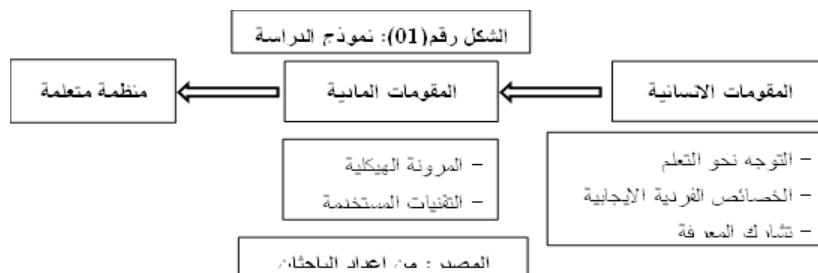 الشكل رقم(01): نموذج الدراسة
المقومات الانسانية
المقومات المادية
منظمة متعلمة
– التوجه نحو التعلم
– الخصائص الفردية الايجابية
– تشارك المعرفة
– المرونة الهيكلية
– التقنيات المستخدمة
المصدر: من اعداد الباحثان